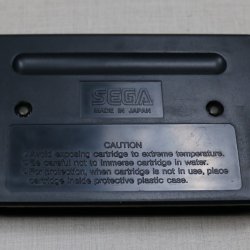 SEGA
MADE IN JAPAN
CAUTION
• Avoid exposing cartridge to extreme temperature.
• Be careful not to immerse cartridge in water.
• For protection, when cartridge is not in use, place
cartridge inside protective plastic case.